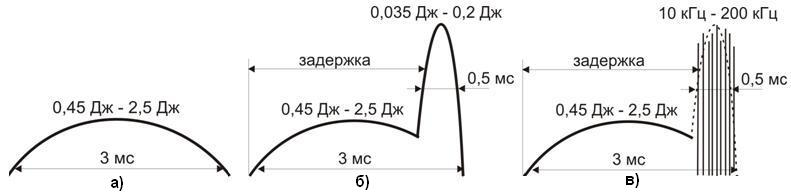 0,45 Дж - 2,5 Дж
3 мс
а)
0,035 Дж - 0,2 Дж
задержка
0,5 мс
0,45 Дж - 2,5 Дж
3 мс
б)
10 кГц - 200 кГц
задержка
0,5 мс
0,45 Дж - 2,5 Дж
3 мс
в)